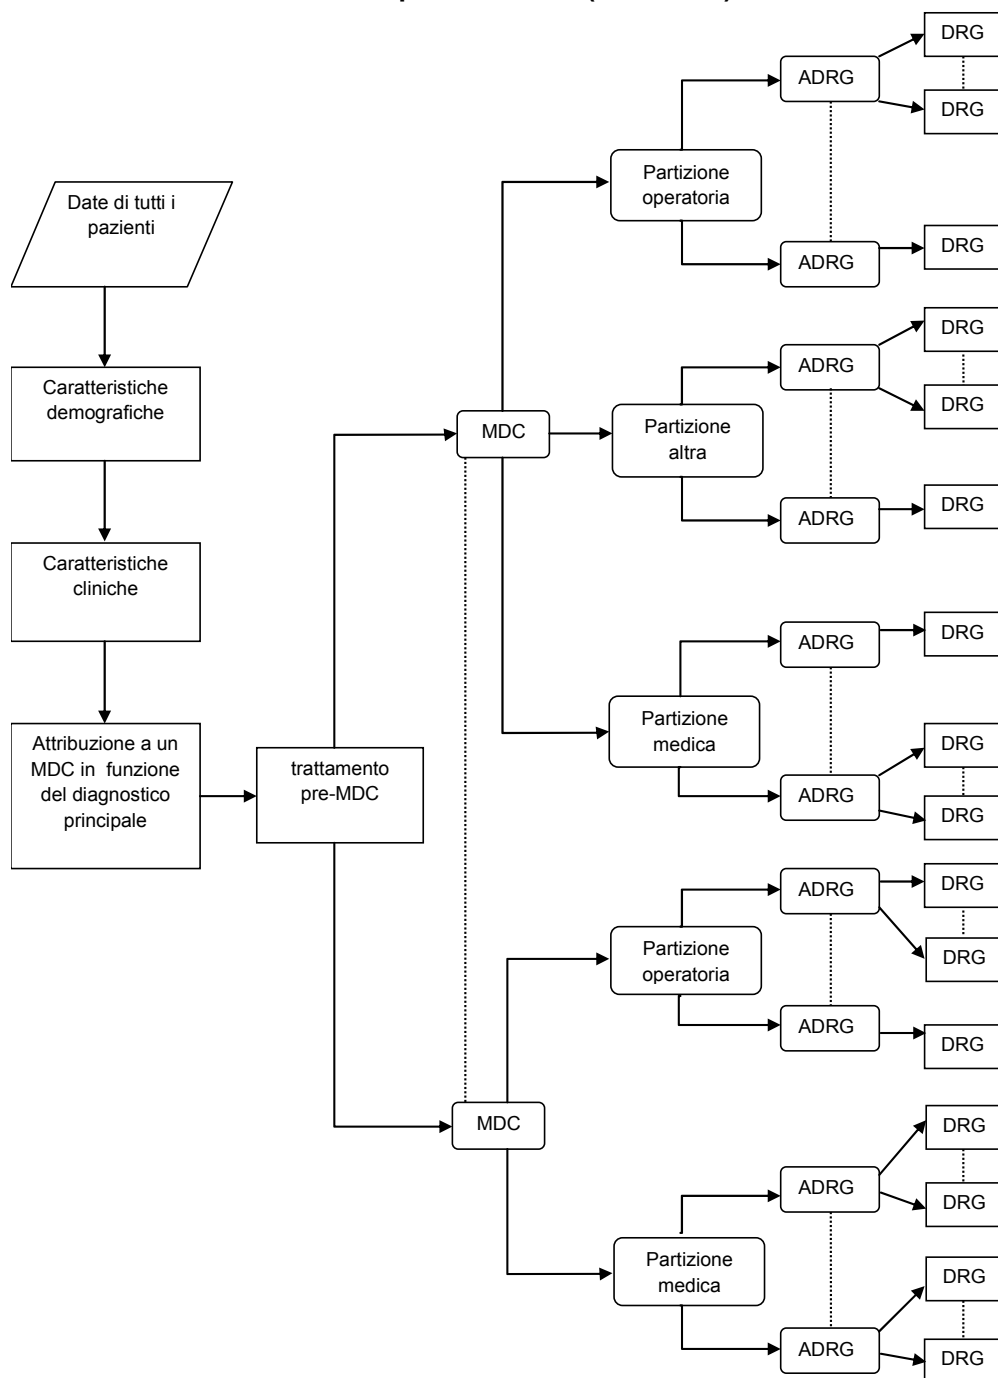 DRG
ADRG
DRG
Partizione
operatoria
Date di tutti i
pazienti
DRG
ADRG
DRG
ADRG
Caratteristiche
demografiche
DRG
MDC
Partizione
altra
DRG
ADRG
Caratteristiche
cliniche
DRG
ADRG
Partizione
medica
Attribuzione a un
MDC in funzione
del diagnostico
principale
trattamento
pre-MDC
DRG
ADRG
DRG
ADRG
DRG
Partizione
operatoria
DRG
ADRG
DRG
MDC
DRG
ADRG
DRG
Partizione
medica
DRG
ADRG
DRG